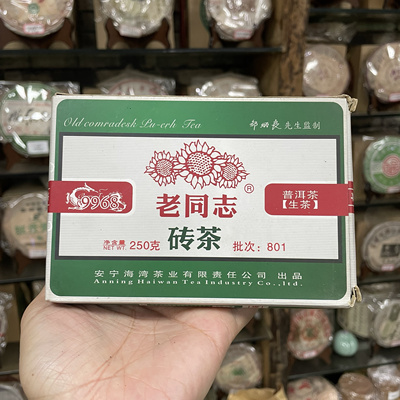 Old comradesk Pu-erh Tea
邹炳良先生监制
9968
®
普洱茶
【生茶】
老同志
净含量 NET WT. 250克
砖茶
批次: 801
安宁海湾茶业有限责任公司 出品
Anning Haiwan Tea Industry Co.,ltd.